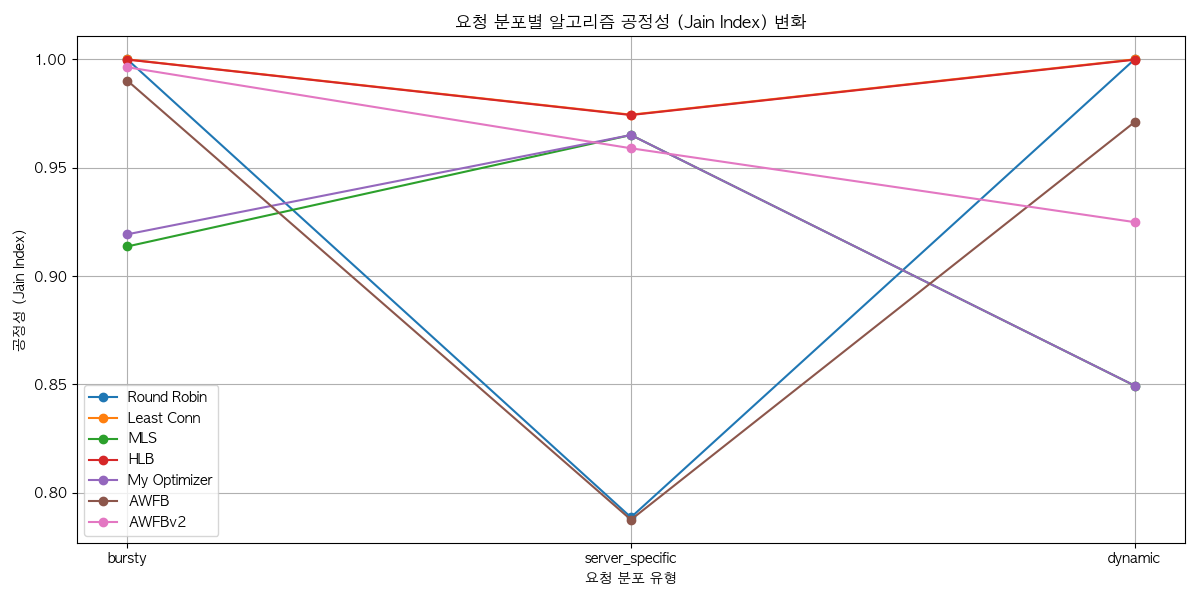 요청 분포별 알고리즘 공정성 (Jain Index) 변화
공정성 (Jain Index)
1.00
0.95
0.90
0.85
0.80
Round Robin
Least Conn
MLS
HLB
My Optimizer
AWFB
AWFBv2
bursty
server_specific
dynamic
요청 분포 유형